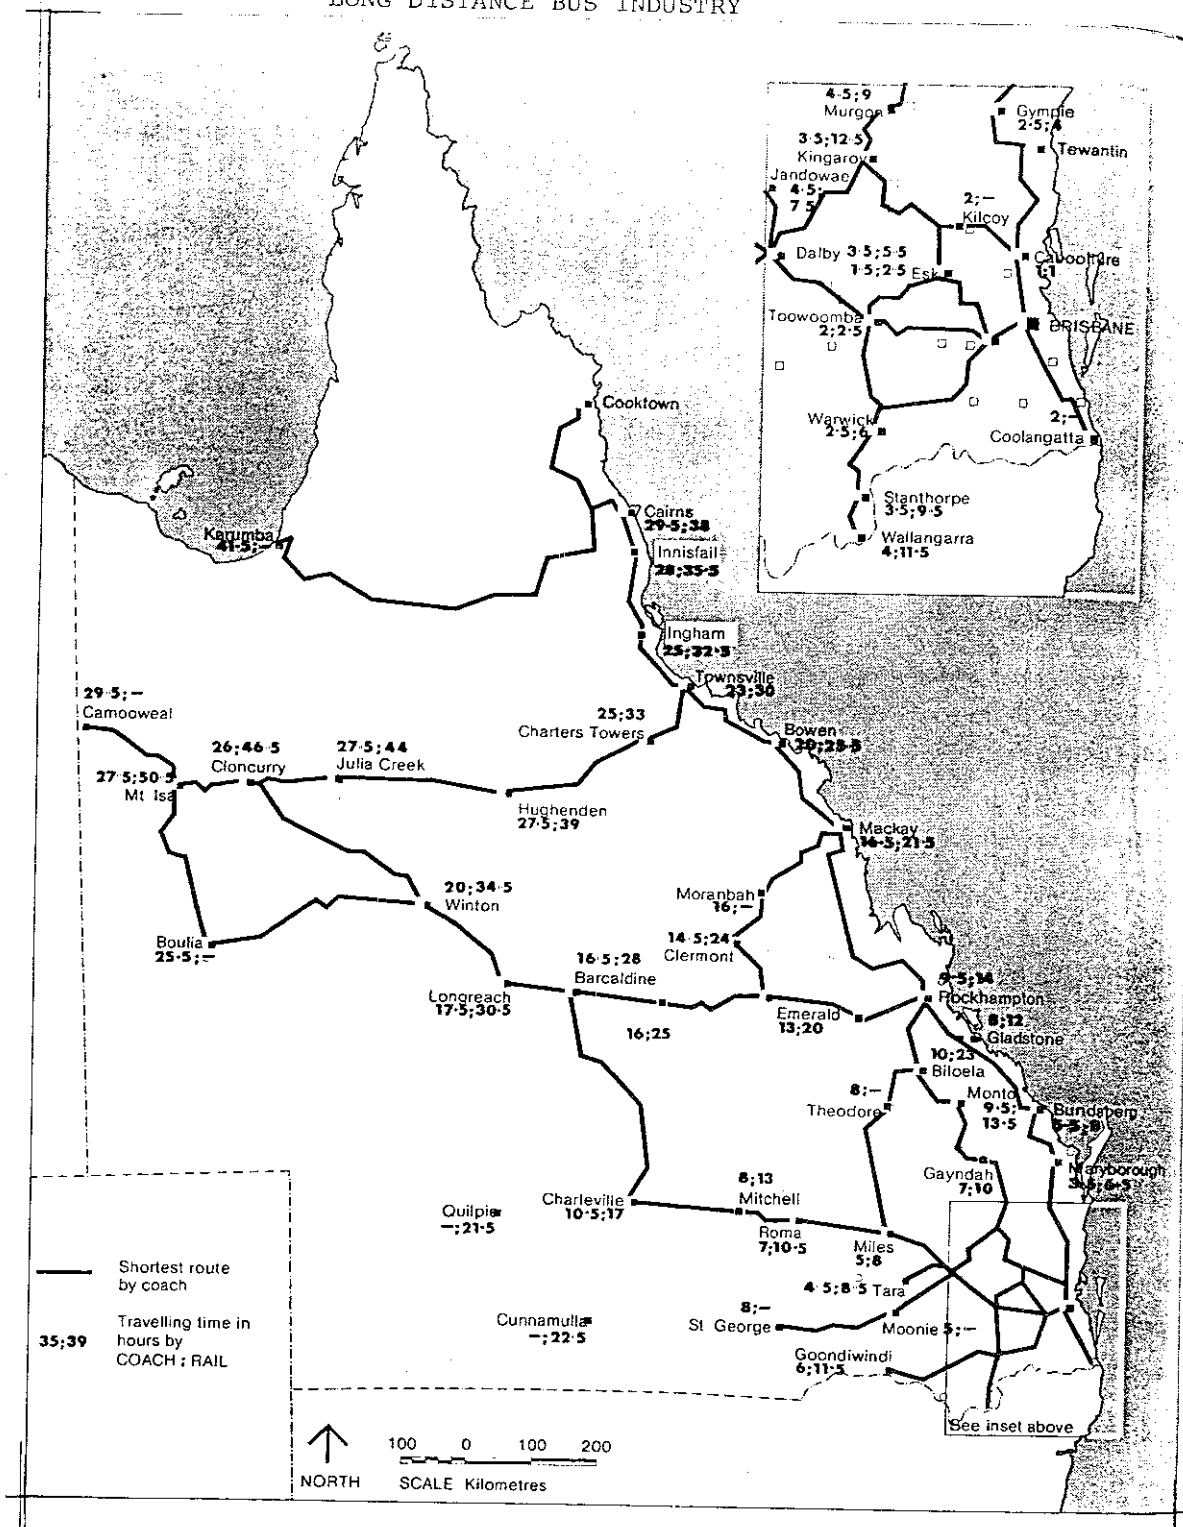 LONG DISTANCE BUS INDUSTRY
4·5;9
Murgon
Gympie
2·5;4
Tewantin
3·5;12·5
Kingaroy
Jandowae
4·5;
7·5
2;–
Kilcoy
Dalby 3·5;5·5
1·5;2·5 Esk
Caboolture
1;1
Toowoomba
2;2·5
BRISBANE
Warwick
2·5;6
2;–
Coolangatta
Stanthorpe
3·5;9·5
Wallangarra
4;11·5
Cooktown
Cairns
29·5;38
Karumba
41·5;–
Innisfail
28;35·5
Ingham
25;32·5
Townsville
23;30
29·5;–
Camooweal
25;33
Charters Towers
Bowen
26;46·5
Cloncurry
27·5;44
Julia Creek
27·5;50·5
Mt Isa
Hughenden
27·5;39
Mackay
16·5;21·5
20;34·5
Winton
Moranbah
16;–
Boulia
25·5;–
14·5;24
Clermont
16·5;28
Barcaldine
Longreach
17·5;30·5
9·5;14
Rockhampton
Emerald
13;20
16;25
8;12
Gladstone
10;23
Biloela
8;–
Theodore
Monto
9·5;
13·5
Bundaberg
5·5;8
Gayndah
7;10
Maryborough
Charleville
10·5;17
8;13
Mitchell
Quilpie
–;21·5
Roma
7;10·5
Miles
5;8
4·5;8·5 Tara
Cunnamulla
–;22·5
8;–
St George
Moonie 5;–
Goondiwindi
6;11·5
See inset above
Shortest route
by coach
Travelling time in
35;39 hours by
COACH ; RAIL
NORTH
100 0 100 200
SCALE Kilometres